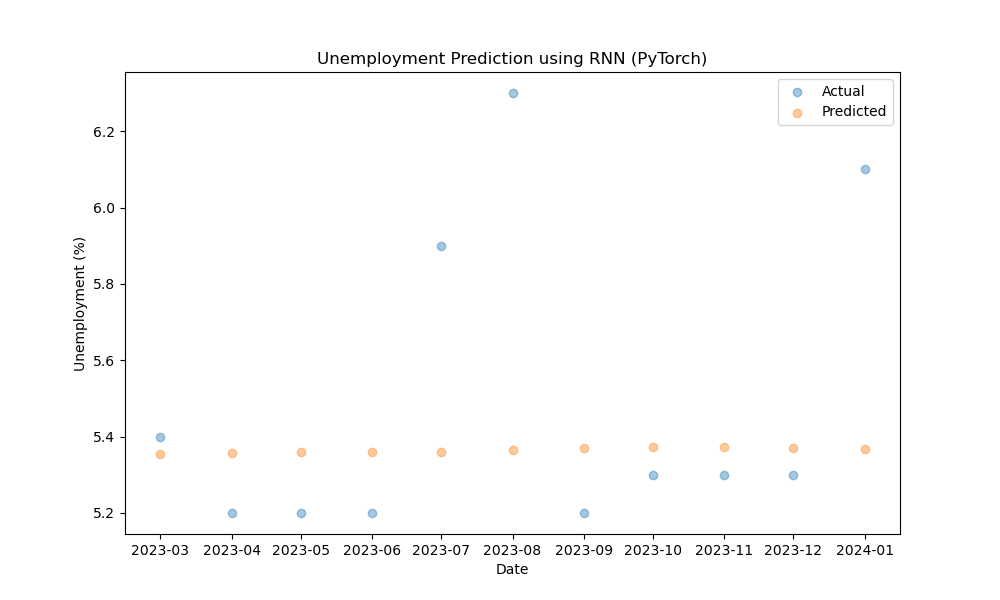 Unemployment Prediction using RNN (PyTorch)
Actual
Predicted
6.2
6.0
5.8
5.6
5.4
5.2
Unemployment (%)
2023-03 2023-04 2023-05 2023-06 2023-07 2023-08 2023-09 2023-10 2023-11 2023-12 2024-01
Date